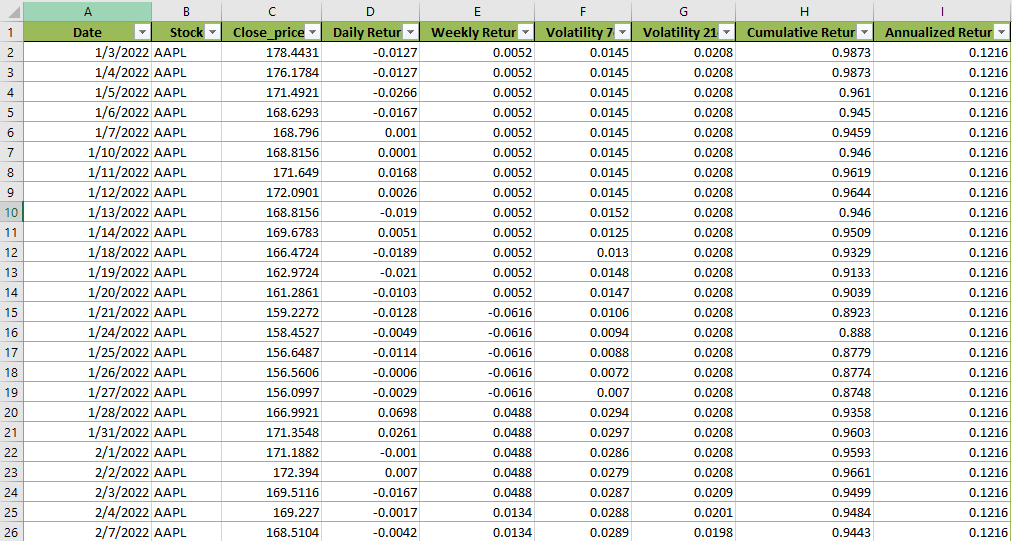 A B C D E F G H I
1 Date Stock Close_price Daily Retur Weekly Retur Volatility 7 Volatility 21 Cumulative Retur Annualized Retur
2 1/3/2022 AAPL 178.4431 -0.0127 0.0052 0.0145 0.0208 0.9873 0.1216
3 1/4/2022 AAPL 176.1784 -0.0127 0.0052 0.0145 0.0208 0.9873 0.1216
4 1/5/2022 AAPL 171.4921 -0.0266 0.0052 0.0145 0.0208 0.961 0.1216
5 1/6/2022 AAPL 168.6293 -0.0167 0.0052 0.0145 0.0208 0.945 0.1216
6 1/7/2022 AAPL 168.796 0.001 0.0052 0.0145 0.0208 0.9459 0.1216
7 1/10/2022 AAPL 168.8156 0.0001 0.0052 0.0145 0.0208 0.946 0.1216
8 1/11/2022 AAPL 171.649 0.0168 0.0052 0.0145 0.0208 0.9619 0.1216
9 1/12/2022 AAPL 172.0901 0.0026 0.0052 0.0145 0.0208 0.9644 0.1216
10 1/13/2022 AAPL 168.8156 -0.019 0.0052 0.0152 0.0208 0.946 0.1216
11 1/14/2022 AAPL 169.6783 0.0051 0.0052 0.0125 0.0208 0.9509 0.1216
12 1/18/2022 AAPL 166.4724 -0.0189 0.0052 0.013 0.0208 0.9329 0.1216
13 1/19/2022 AAPL 162.9724 -0.021 0.0052 0.0148 0.0208 0.9133 0.1216
14 1/20/2022 AAPL 161.2861 -0.0103 0.0052 0.0147 0.0208 0.9039 0.1216
15 1/21/2022 AAPL 159.2272 -0.0128 -0.0616 0.0106 0.0208 0.8923 0.1216
16 1/24/2022 AAPL 158.4527 -0.0049 -0.0616 0.0094 0.0208 0.888 0.1216
17 1/25/2022 AAPL 156.6487 -0.0114 -0.0616 0.0088 0.0208 0.8779 0.1216
18 1/26/2022 AAPL 156.5606 -0.0006 -0.0616 0.0072 0.0208 0.8774 0.1216
19 1/27/2022 AAPL 156.0997 -0.0029 -0.0616 0.007 0.0208 0.8748 0.1216
20 1/28/2022 AAPL 166.9921 0.0698 0.0488 0.0294 0.0208 0.9358 0.1216
21 1/31/2022 AAPL 171.3548 0.0261 0.0488 0.0297 0.0208 0.9603 0.1216
22 2/1/2022 AAPL 171.1882 -0.001 0.0488 0.0286 0.0208 0.9593 0.1216
23 2/2/2022 AAPL 172.394 0.007 0.0488 0.0279 0.0208 0.9661 0.1216
24 2/3/2022 AAPL 169.5116 -0.0167 0.0488 0.0287 0.0209 0.9499 0.1216
25 2/4/2022 AAPL 169.227 -0.0017 0.0134 0.0288 0.0201 0.9484 0.1216
26 2/7/2022 AAPL 168.5104 -0.0042 0.0134 0.0289 0.0198 0.9443 0.1216